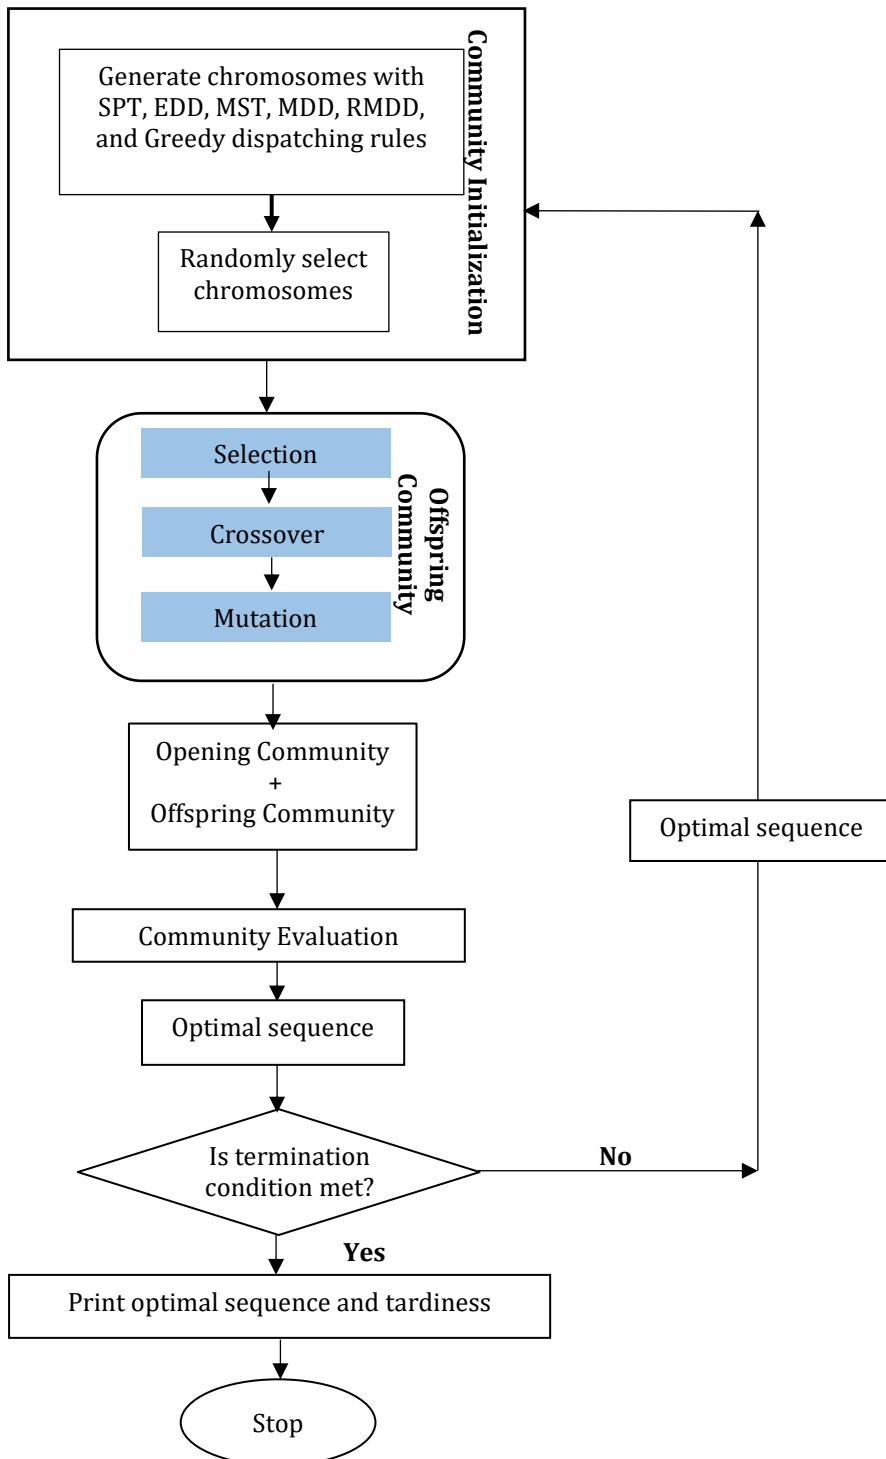 Generate chromosomes with
SPT, EDD, MST, MDD, RMDD,
and Greedy dispatching rules
Community Initialization
Randomly select
chromosomes
Selection
Crossover
Mutation
Offspring
Community
Opening Community
+
Offspring Community
Optimal sequence
Community Evaluation
Optimal sequence
Is termination
condition met?
No
Yes
Print optimal sequence and tardiness
Stop